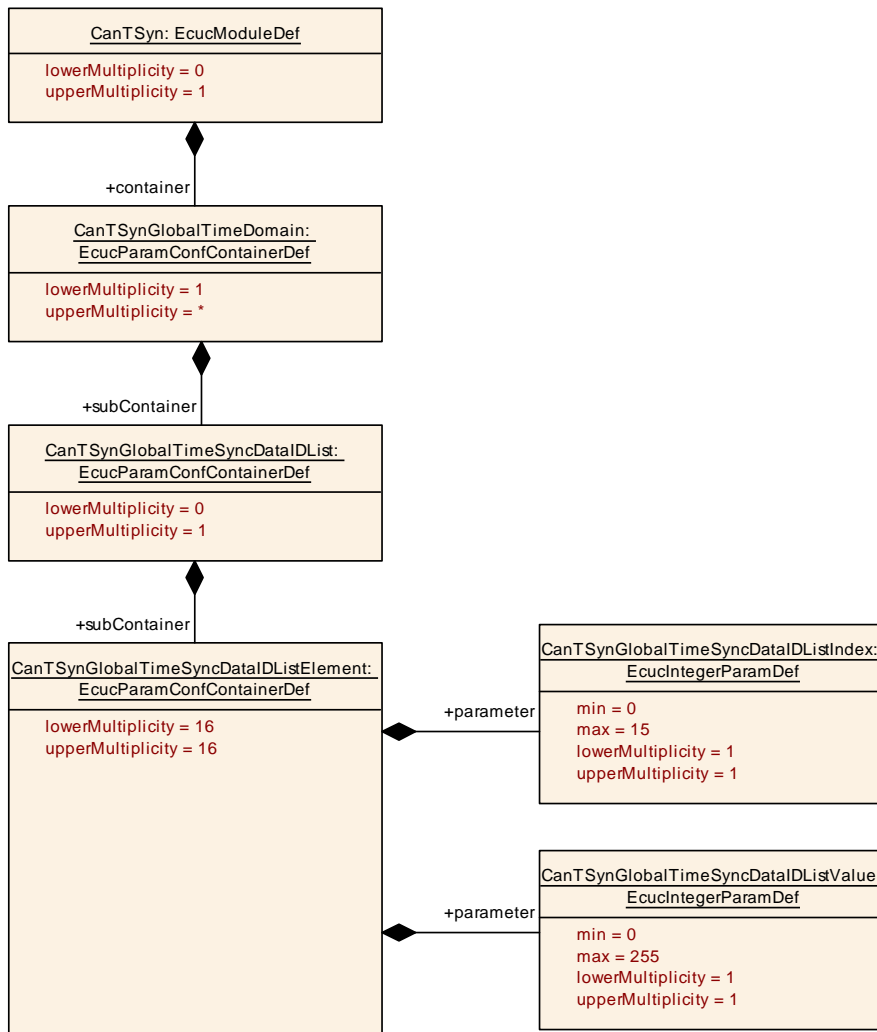 CanTSyn: EcucModuleDef
lowerMultiplicity = 0
upperMultiplicity = 1
+container
CanTSynGlobalTimeDomain:
EcucParamConfContainerDef
lowerMultiplicity = 1
upperMultiplicity = *
+subContainer
CanTSynGlobalTimeSyncDataIDList:
EcucParamConfContainerDef
lowerMultiplicity = 0
upperMultiplicity = 1
+subContainer
CanTSynGlobalTimeSyncDataIDListElement:
EcucParamConfContainerDef
lowerMultiplicity = 16
upperMultiplicity = 16
+parameter
CanTSynGlobalTimeSyncDataIDListIndex:
EcucIntegerParamDef
min = 0
max = 15
lowerMultiplicity = 1
upperMultiplicity = 1
+parameter
CanTSynGlobalTimeSyncDataIDListValue
EcucIntegerParamDef
min = 0
max = 255
lowerMultiplicity = 1
upperMultiplicity = 1